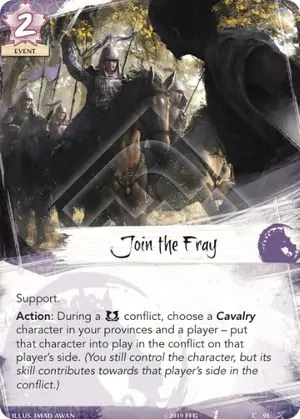 2
EVENT
Join the Fray
Support.
Action: During a conflict, choose a Cavalry
character in your provinces and a player – put
that character into play in the conflict on that
player's side. (You still control the character, but its
skill contributes towards that player's side in the
conflict.)
ILLUS. IMAD AWAN
©2019 FFG